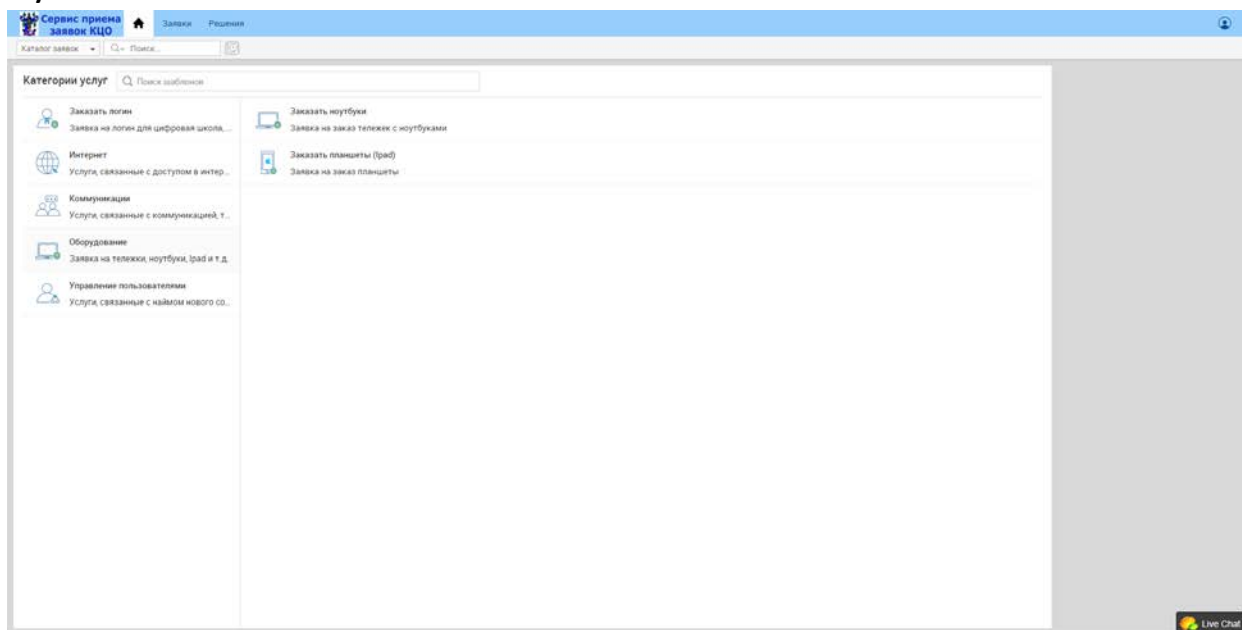 Сервис приема
заявок КЦО
Заявки
Решения
Каталог заявок
Поиск...
Категории услуг
Поиск шаблонов
Заказать логин
Заявка на логин для цифровая школа, ...
Интернет
Услуги, связанные с доступом в интер...
Коммуникации
Услуги, связанные с коммуникацией, т...
Оборудование
Заявка на тележки, ноутбуки, Ipad и т.д.
Управление пользователями
Услуги, связанные с наймом нового со...
Заказать ноутбуки
Заявка на заказ тележек с ноутбуками
Заказать планшеты (Ipad)
Заявка на заказ планшеты
Live Chat